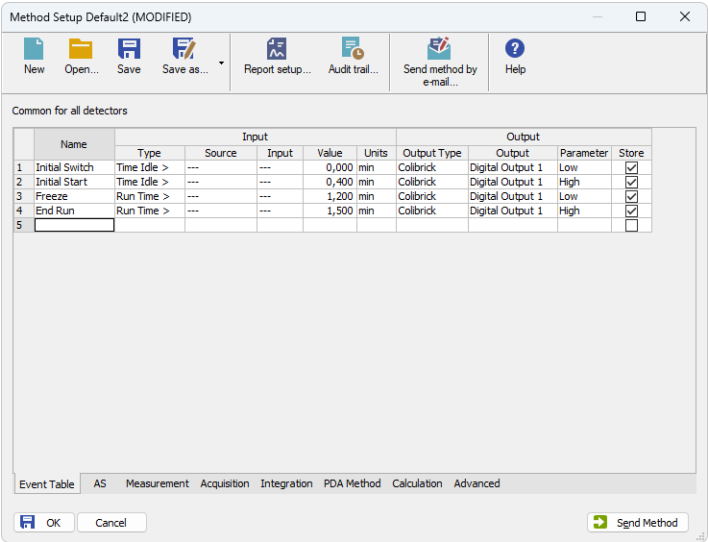 Method Setup Default2 (MODIFIED)
New Open... Save Save as... Report setup... Audit trail... Send method by e-mail... Help
Common for all detectors
Name Input Output
Type Source Input Value Units Output Type Output Parameter Store
1 Initial Switch Time Idle > --- --- 0,000 min Colibrick Digital Output 1 Low
2 Initial Start Time Idle > --- --- 0,400 min Colibrick Digital Output 1 High
3 Freeze Run Time > --- --- 1,200 min Colibrick Digital Output 1 Low
4 End Run Run Time > --- --- 1,500 min Colibrick Digital Output 1 High
5
Event Table AS Measurement Acquisition Integration PDA Method Calculation Advanced
OK Cancel Send Method